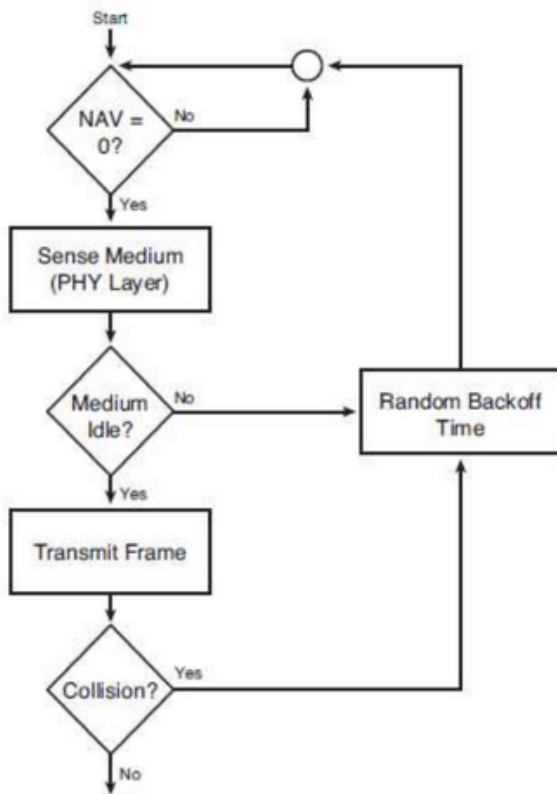 Start
NAV =
0?
No
Yes
Sense Medium
(PHY Layer)
Medium
Idle?
No
Random Backoff
Time
Yes
Transmit Frame
Collision?
Yes
No